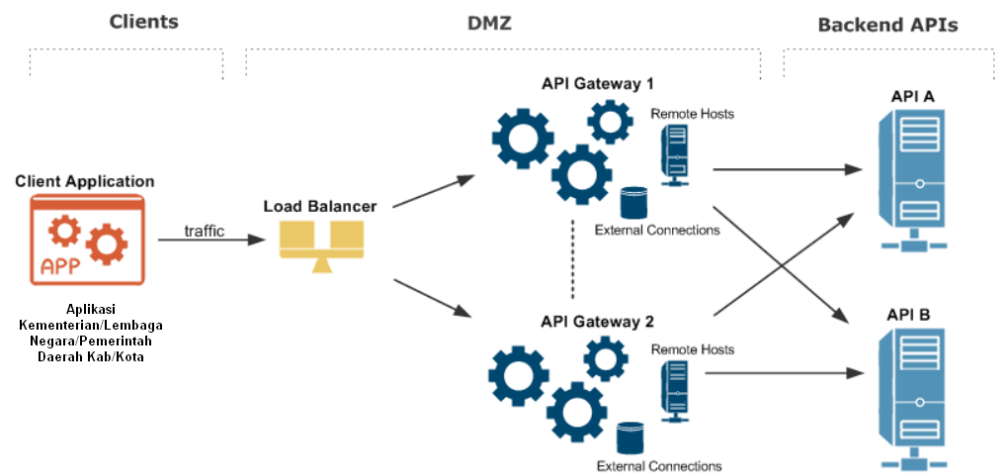 Clients
DMZ
Backend APIs
API Gateway 1
Remote Hosts
External Connections
API A
Client Application
APP
traffic
Load Balancer
Aplikasi
Kementerian/Lembaga
Negara/Pemerintah
Daerah Kab/Kota
API Gateway 2
Remote Hosts
External Connections
API B